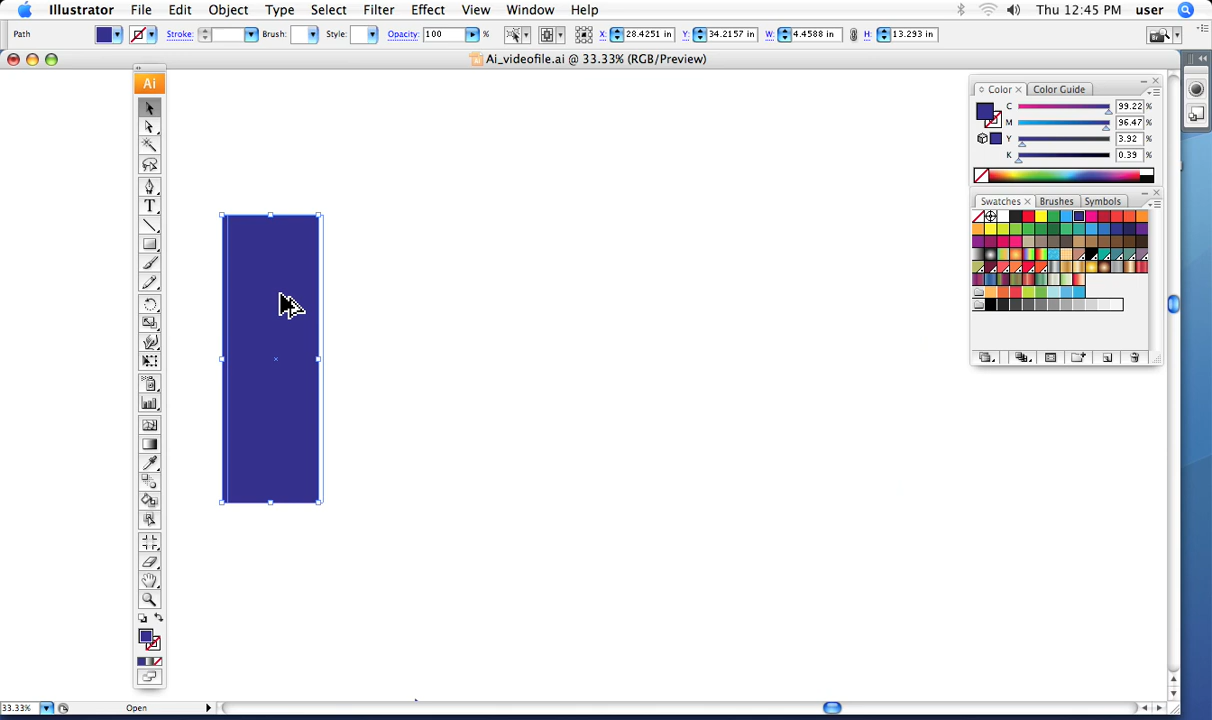 Illustrator File Edit Object Type Select Filter Effect View Window Help Thu 12:45 PM user
Path Stroke: Brush: Style: Opacity: 100 % X: 28.4251 in Y: 34.2157 in W: 4.4588 in H: 13.293 in
Ai_videofile.ai @ 33.33% (RGB/Preview)
Ai
Color Color Guide
C 99.22 %
M 96.47 %
Y 3.92 %
K 0.39 %
Swatches Brushes Symbols
T
33.33% Open